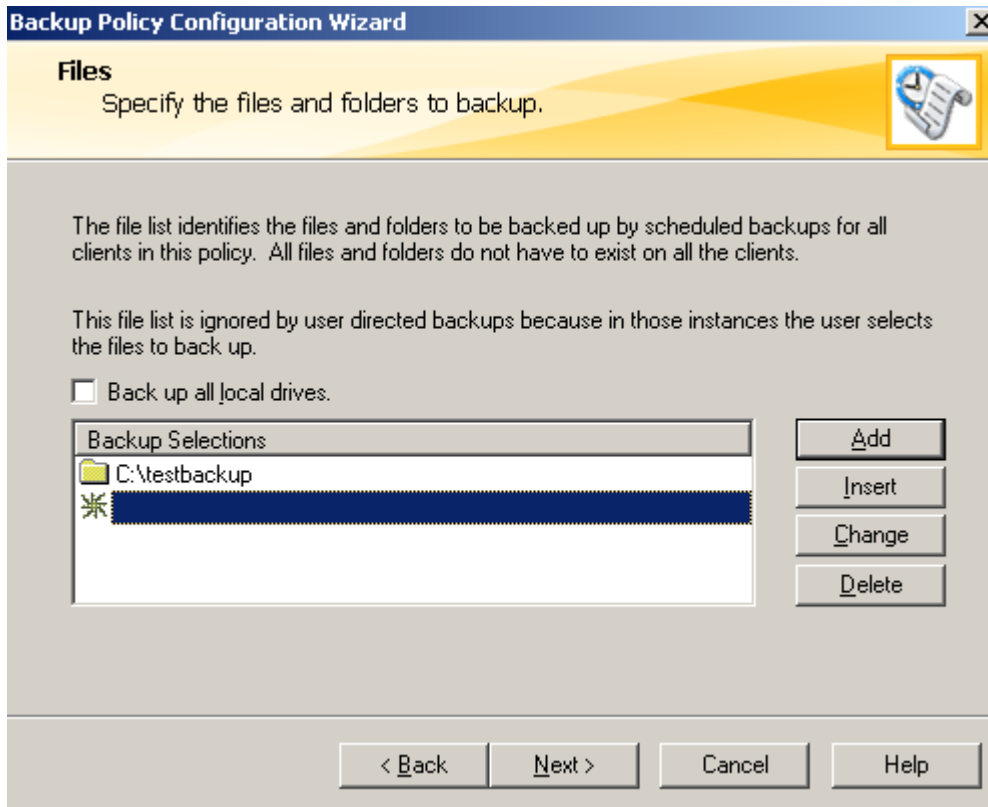 Backup Policy Configuration Wizard
Files
Specify the files and folders to backup.
The file list identifies the files and folders to be backed up by scheduled backups for all
clients in this policy.  All files and folders do not have to exist on all the clients.
This file list is ignored by user directed backups because in those instances the user selects
the files to back up.
Back up all local drives.
Backup Selections
C:\testbackup
Add
Insert
Change
Delete
< Back
Next >
Cancel
Help